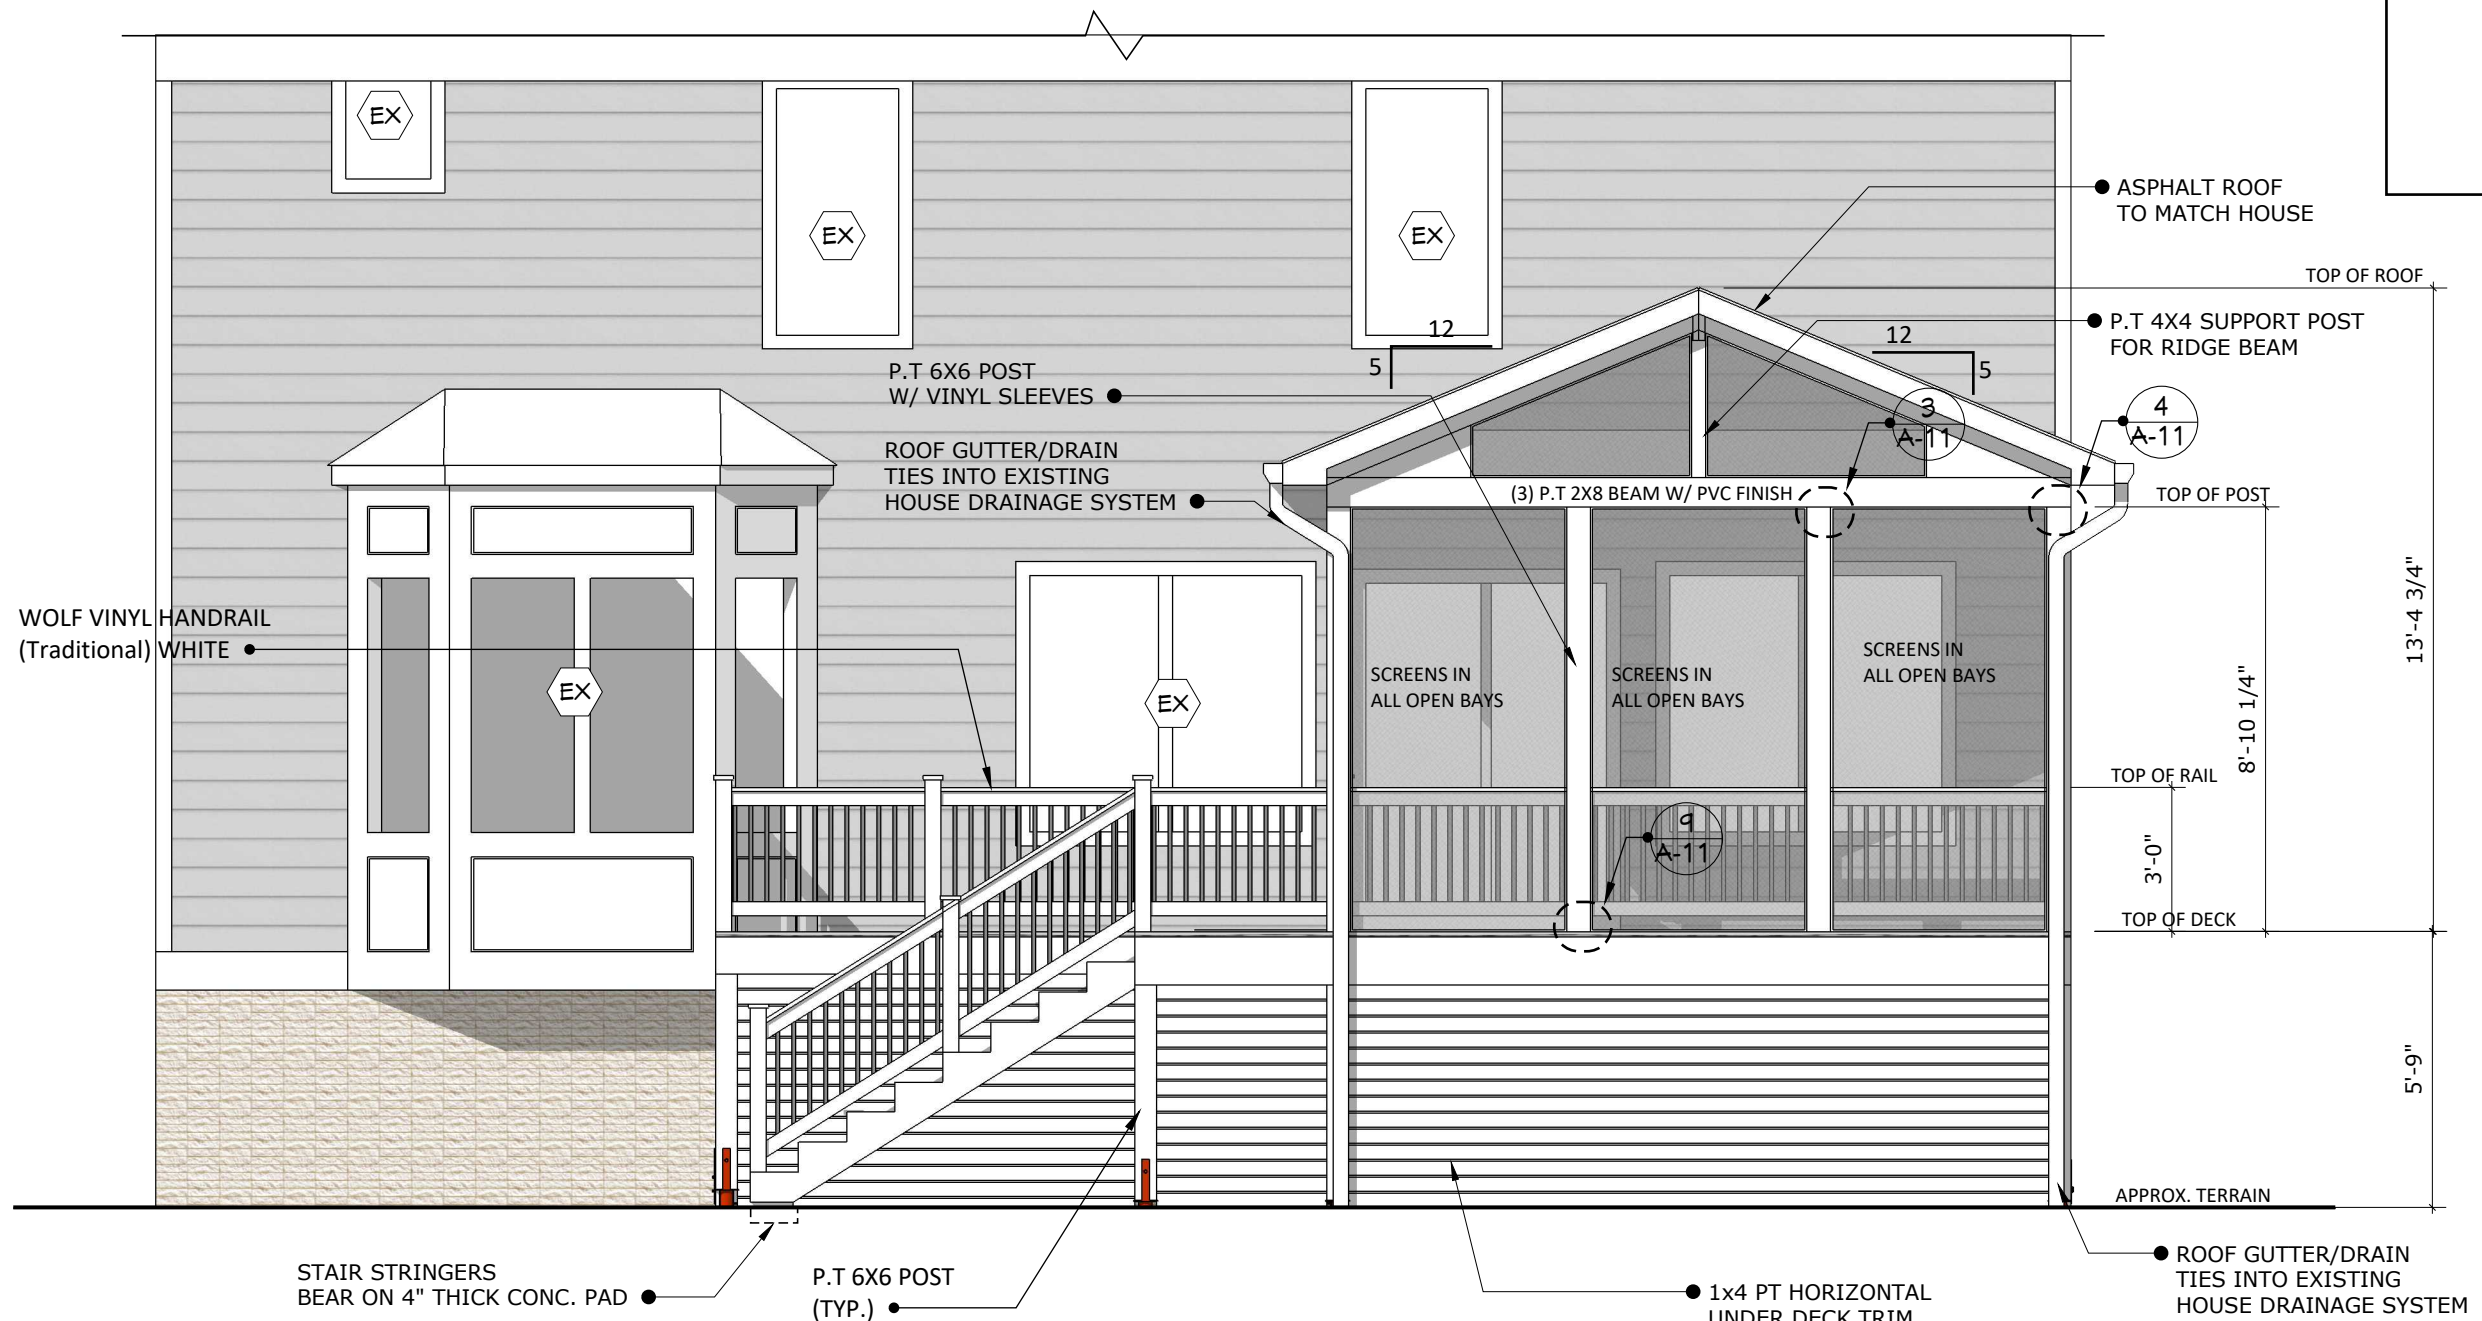 EX
EX
EX
ASPHALT ROOF
TO MATCH HOUSE
TOP OF ROOF
P.T 4X4 SUPPORT POST
FOR RIDGE BEAM
12
5
12
5
P.T 6X6 POST
W/ VINYL SLEEVES
3
A-11
4
A-11
ROOF GUTTER/DRAIN
TIES INTO EXISTING
HOUSE DRAINAGE SYSTEM
(3) P.T 2X8 BEAM W/ PVC FINISH
TOP OF POST
13'-4 3/4"
WOLF VINYL HANDRAIL
(Traditional) WHITE
EX
EX
SCREENS IN
ALL OPEN BAYS
SCREENS IN
ALL OPEN BAYS
SCREENS IN
ALL OPEN BAYS
8'-10 1/4"
TOP OF RAIL
9
A-11
3'-0"
TOP OF DECK
5'-9"
APPROX. TERRAIN
STAIR STRINGERS
BEAR ON 4" THICK CONC. PAD
P.T 6X6 POST
(TYP.)
1x4 PT HORIZONTAL
UNDER DECK TRIM
ROOF GUTTER/DRAIN
TIES INTO EXISTING
HOUSE DRAINAGE SYSTEM